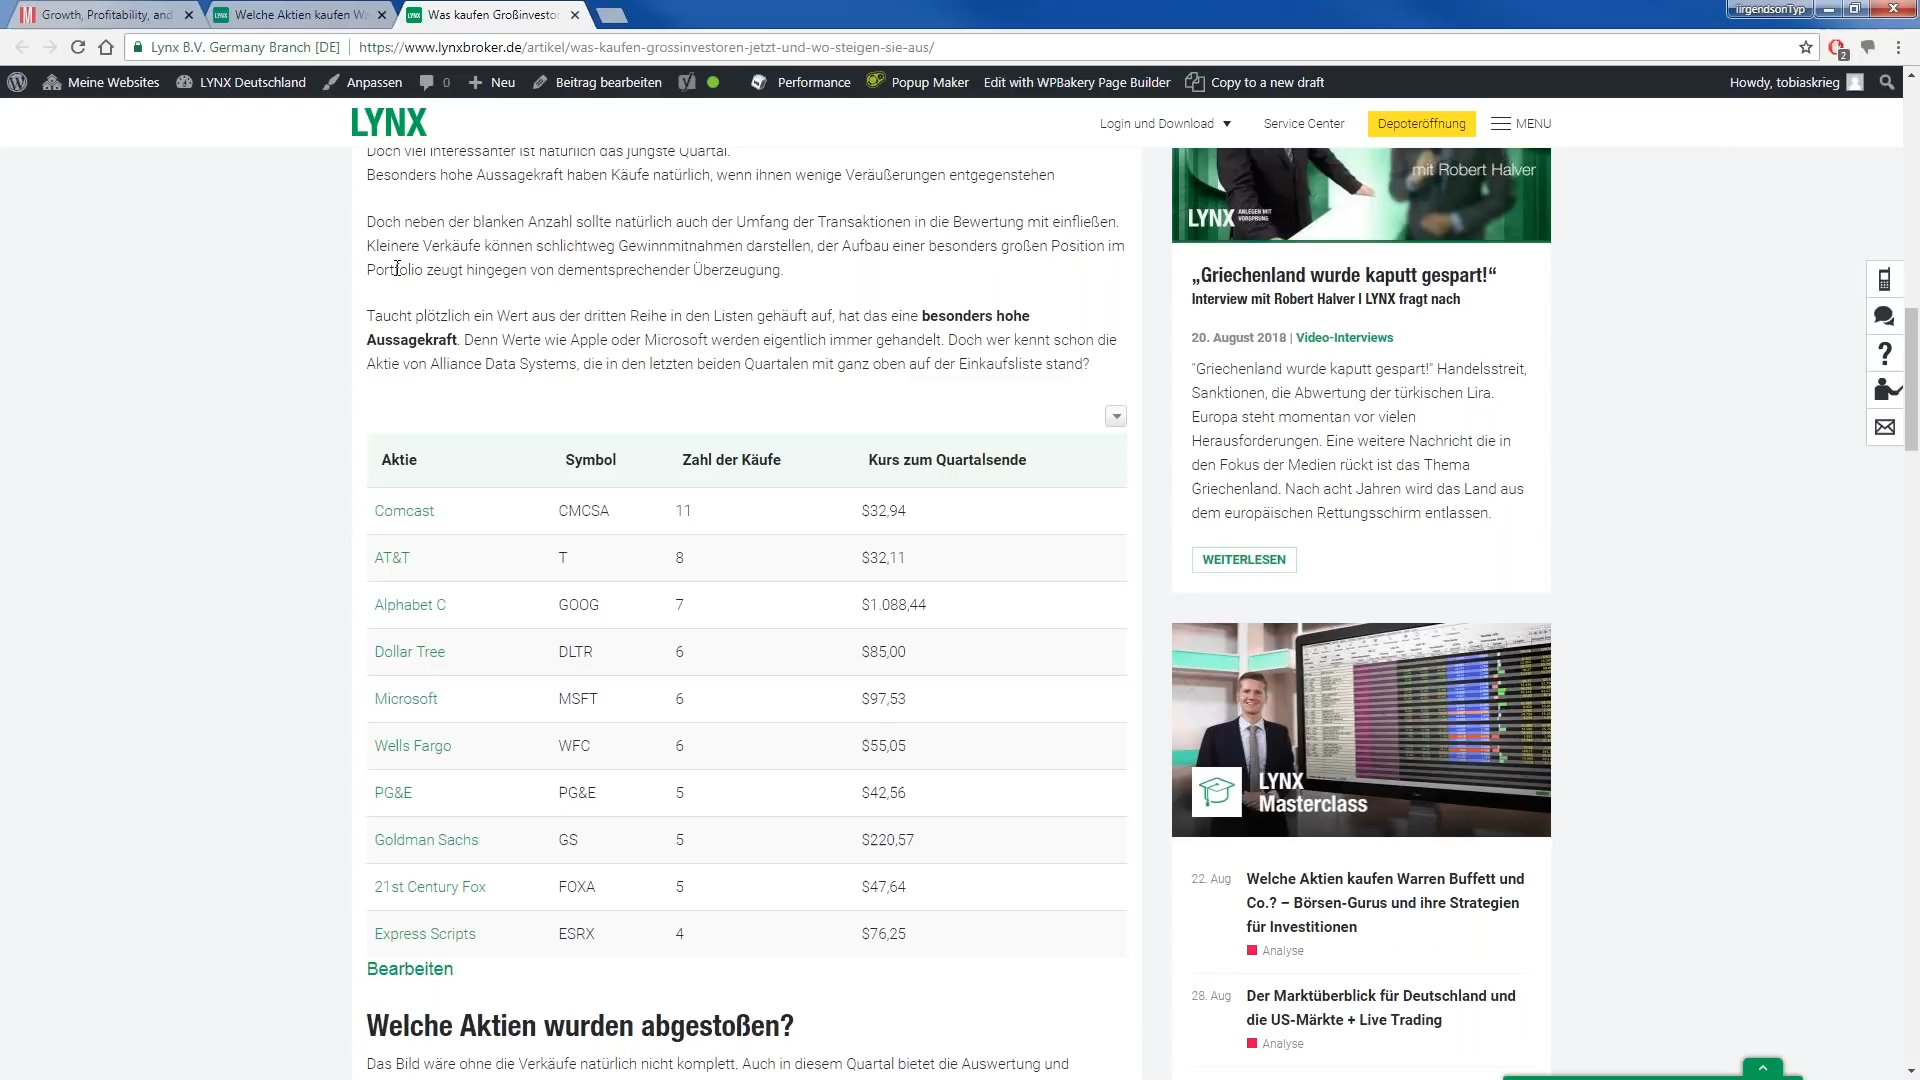 Growth, Profitability, and
Welche Aktien kaufen Wa
Was kaufen Großinvestor
iirgendsonTyp
Lynx B.V. Germany Branch [DE]
https://www.lynxbroker.de/artikel/was-kaufen-grossinvestoren-jetzt-und-wo-steigen-sie-aus/
2
Meine Websites
LYNX Deutschland
Anpassen
0
Neu
Beitrag bearbeiten
Performance
Popup Maker
Edit with WPBakery Page Builder
Copy to a new draft
Howdy, tobiaskrieg
LYNX
Login und Download
Service Center
Depoteröffnung
MENU
Doch viel interessanter ist natürlich das jüngste Quartal.
Besonders hohe Aussagekraft haben Käufe natürlich, wenn ihnen wenige Veräußerungen entgegenstehen
Doch neben der blanken Anzahl sollte natürlich auch der Umfang der Transaktionen in die Bewertung mit einfließen.
Kleinere Verkäufe können schlichtweg Gewinnmitnahmen darstellen, der Aufbau einer besonders großen Position im
Portfolio zeugt hingegen von dementsprechender Überzeugung.
Taucht plötzlich ein Wert aus der dritten Reihe in den Listen gehäuft auf, hat das eine besonders hohe
Aussagekraft. Denn Werte wie Apple oder Microsoft werden eigentlich immer gehandelt. Doch wer kennt schon die
Aktie von Alliance Data Systems, die in den letzten beiden Quartalen mit ganz oben auf der Einkaufsliste stand?
Aktie Symbol Zahl der Käufe Kurs zum Quartalsende
Comcast CMCSA 11 $32,94
AT&T T 8 $32,11
Alphabet C GOOG 7 $1.088,44
Dollar Tree DLTR 6 $85,00
Microsoft MSFT 6 $97,53
Wells Fargo WFC 6 $55,05
PG&E PG&E 5 $42,56
Goldman Sachs GS 5 $220,57
21st Century Fox FOXA 5 $47,64
Express Scripts ESRX 4 $76,25
Bearbeiten
Welche Aktien wurden abgestoßen?
Das Bild wäre ohne die Verkäufe natürlich nicht komplett. Auch in diesem Quartal bietet die Auswertung und
mit Robert Halver
LYNX ANLEGEN MIT
VORSPRUNG
„Griechenland wurde kaputt gespart!“
Interview mit Robert Halver I LYNX fragt nach
20. August 2018 | Video-Interviews
"Griechenland wurde kaputt gespart!" Handelsstreit,
Sanktionen, die Abwertung der türkischen Lira.
Europa steht momentan vor vielen
Herausforderungen. Eine weitere Nachricht die in
den Fokus der Medien rückt ist das Thema
Griechenland. Nach acht Jahren wird das Land aus
dem europäischen Rettungsschirm entlassen.
WEITERLESEN
LYNX
Masterclass
22. Aug Welche Aktien kaufen Warren Buffett und
Co.? – Börsen-Gurus und ihre Strategien
für Investitionen
Analyse
28. Aug Der Marktüberblick für Deutschland und
die US-Märkte + Live Trading
Analyse